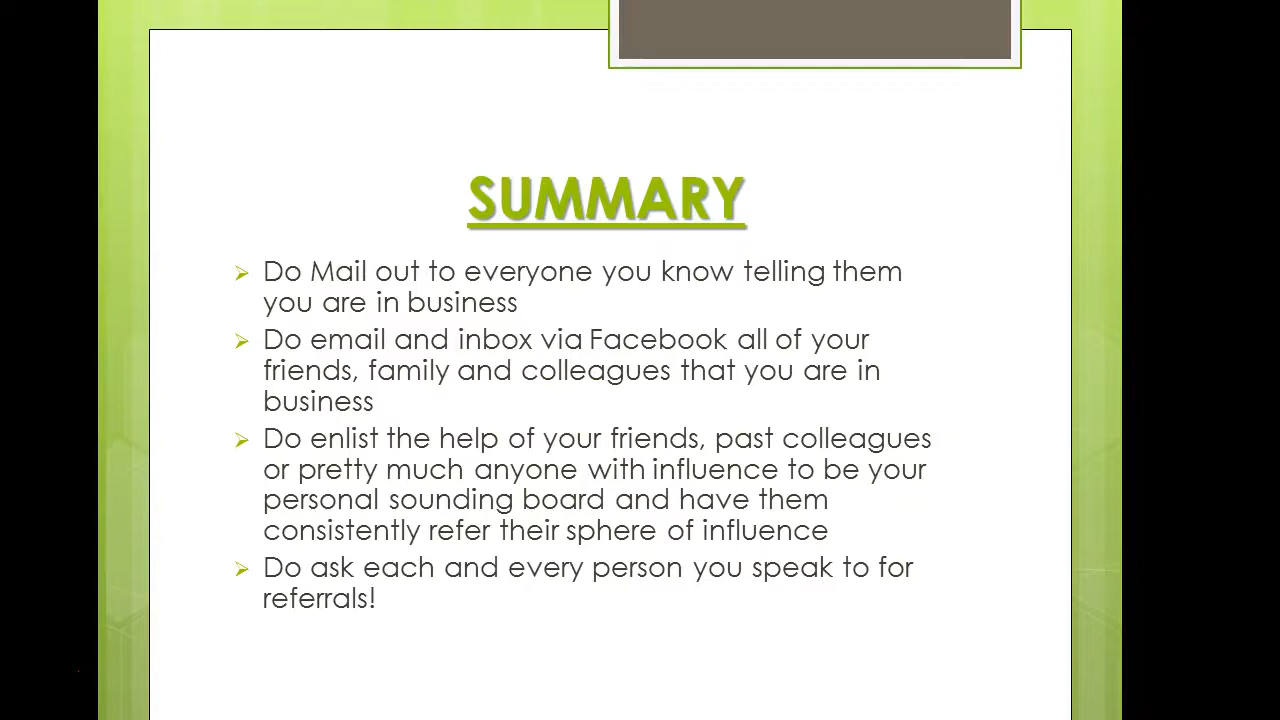 SUMMARY
Do Mail out to everyone you know telling them
you are in business
Do email and inbox via Facebook all of your
friends, family and colleagues that you are in
business
Do enlist the help of your friends, past colleagues
or pretty much anyone with influence to be your
personal sounding board and have them
consistently refer their sphere of influence
Do ask each and every person you speak to for
referrals!